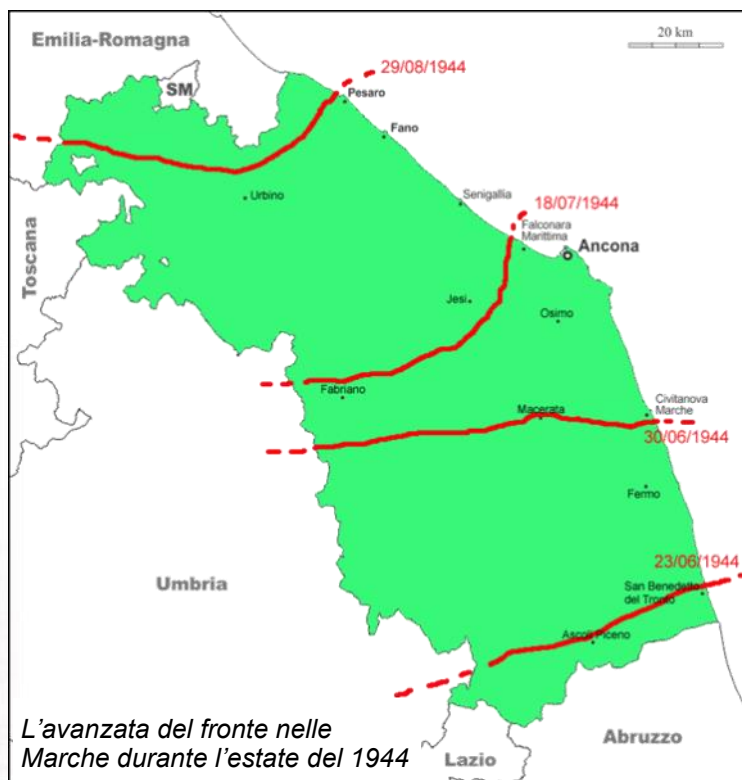 Emilia-Romagna
20 km
29/08/1944
SM
Pesaro
Fano
Urbino
Senigallia
18/07/1944
Falconara
Marittima
Ancona
Toscana
Jesi
Osimo
Fabriano
Macerata
Civitanova
Marche
30/06/1944
Fermo
23/06/1944
Umbria
San Benedetto
del Tronto
Ascoli Piceno
L'avanzata del fronte nelle
Marche durante l'estate del 1944
Abruzzo
Lazio